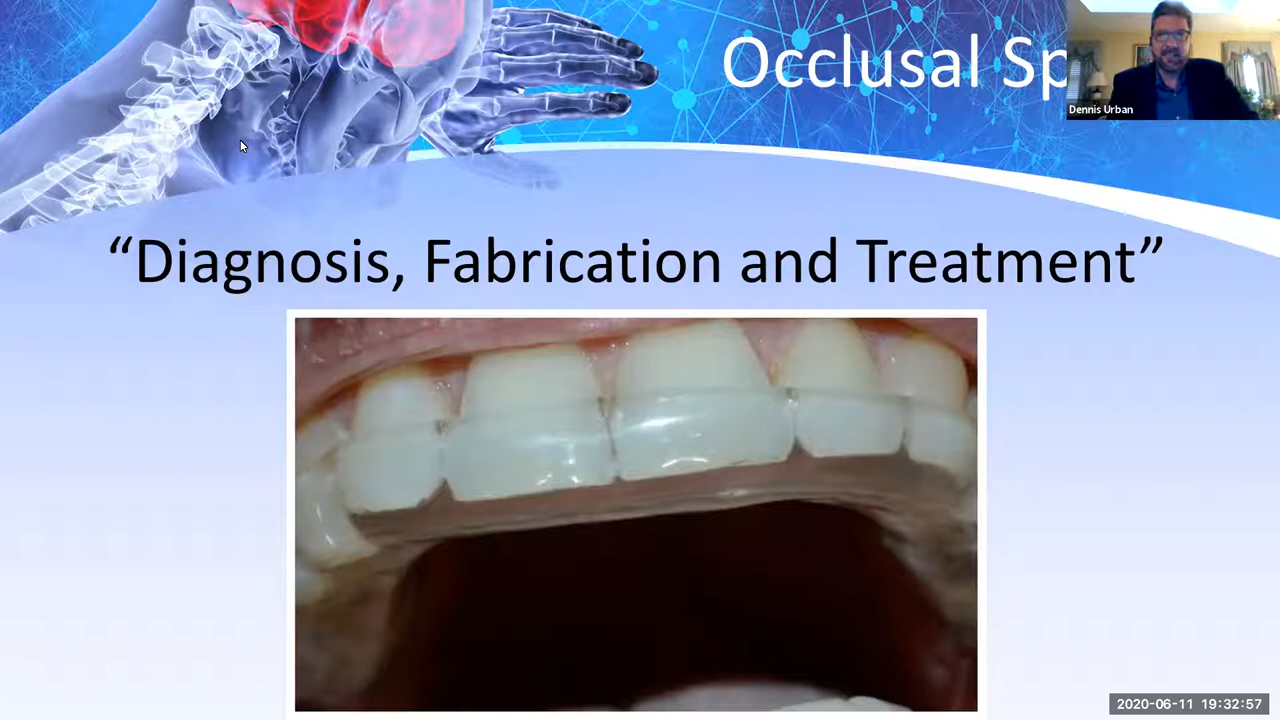 Occlusal Sp
Dennis Urban
“Diagnosis, Fabrication and Treatment”
2020-06-11 19:32:57